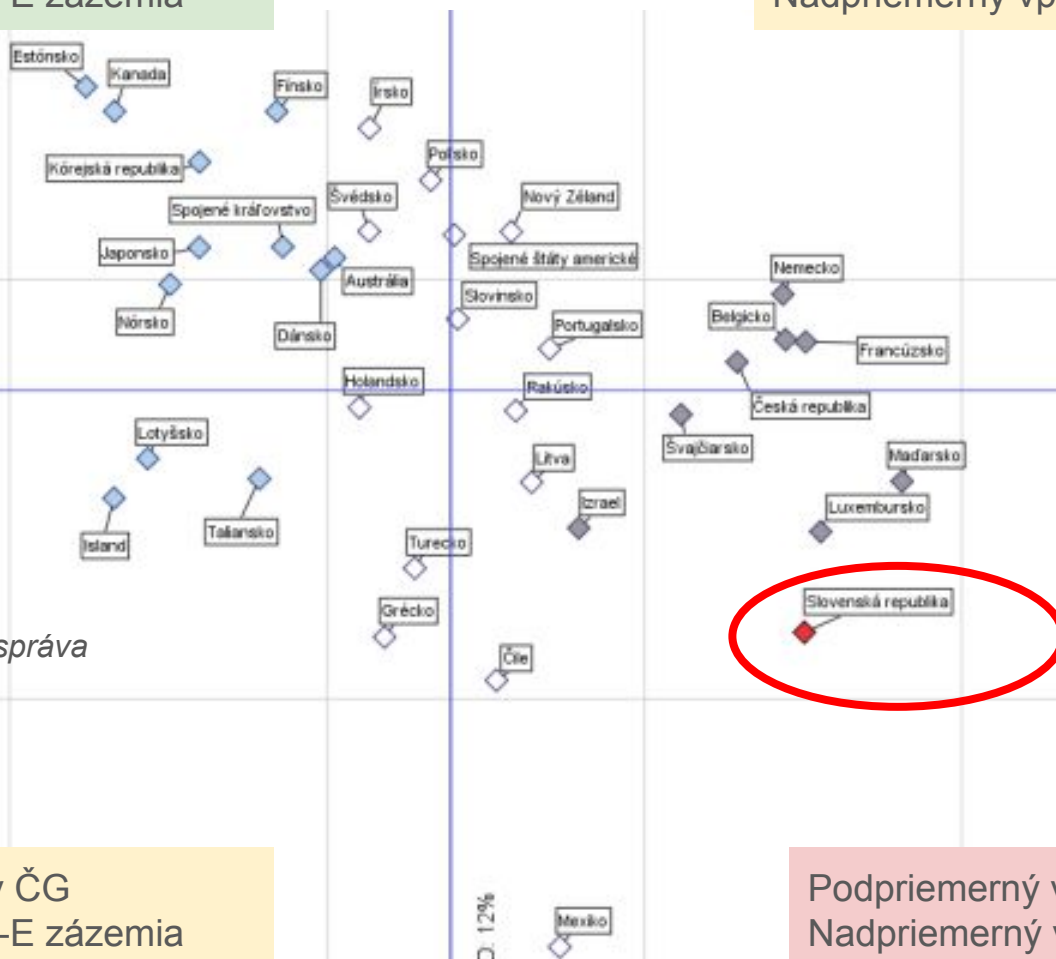 -E zázemia
Nadpriemerný vp
Estónsko
Kanada
Fínsko
Írsko
Poľsko
Kórejská republika
Švédsko
Nový Zéland
Spojené kráľovstvo
Japonsko
Spojené štáty americké
Austrália
Nemecko
Slovinsko
Nórsko
Belgicko
Portugalsko
Dánsko
Francúzsko
Holandsko
Rakúsko
Česká republika
Lotyšsko
Švajčiarsko
Maďarsko
Litva
Izrael
Luxembursko
Taliansko
Island
Turecko
Slovenská republika
Grécko
správa
Čile
ČG
-E zázemia
Podpriemerný v
Nadpriemerný v
12%
Mexiko